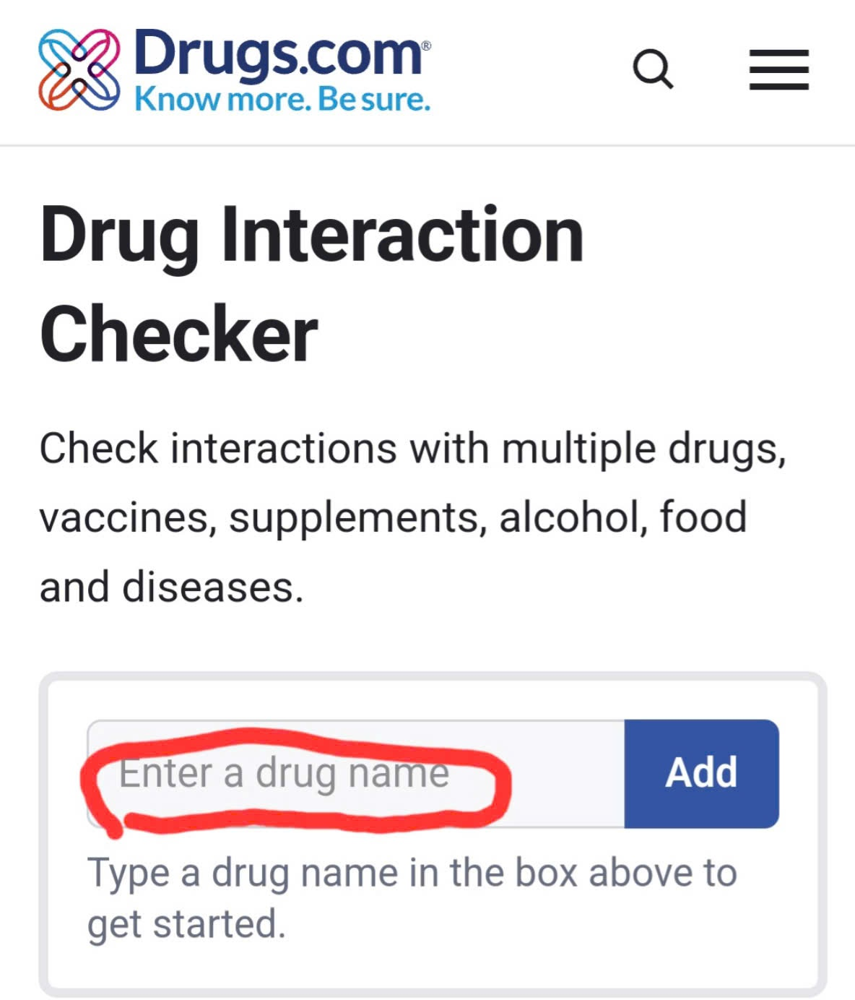 Drugs.com®
Know more. Be sure.
Drug Interaction
Checker
Check interactions with multiple drugs,
vaccines, supplements, alcohol, food
and diseases.
Enter a drug name
Add
Type a drug name in the box above to
get started.